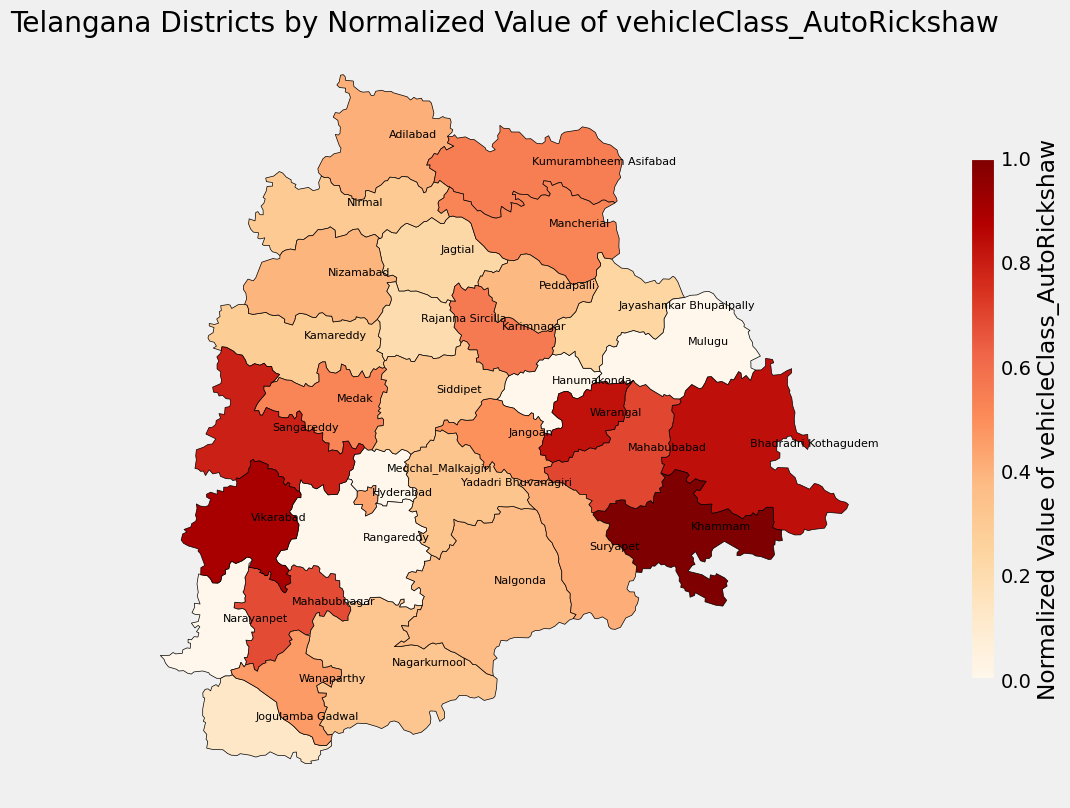 Telangana Districts by Normalized Value of vehicleClass_AutoRickshaw
Adilabad
Kumurambheem Asifabad
Nirmal
Mancherial
Jagtial
Nizamabad
Peddapalli
Jayashankar Bhupalpally
Rajanna Sircilla
Karimnagar
Kamareddy
Mulugu
Hanumakonda
Siddipet
Medak
Warangal
Sangareddy
Jangoan
Bhadradri Kothagudem
Mahabubabad
Medchal_Malkajgiri
Yadadri Bhuvanagiri
Hyderabad
Vikarabad
Khammam
Rangareddy
Suryapet
Nalgonda
Mahabubnagar
Narayanpet
Nagarkurnool
Wanaparthy
Jogulamba Gadwal
1.0
0.8
0.6
0.4
0.2
0.0
Normalized Value of vehicleClass_AutoRickshaw